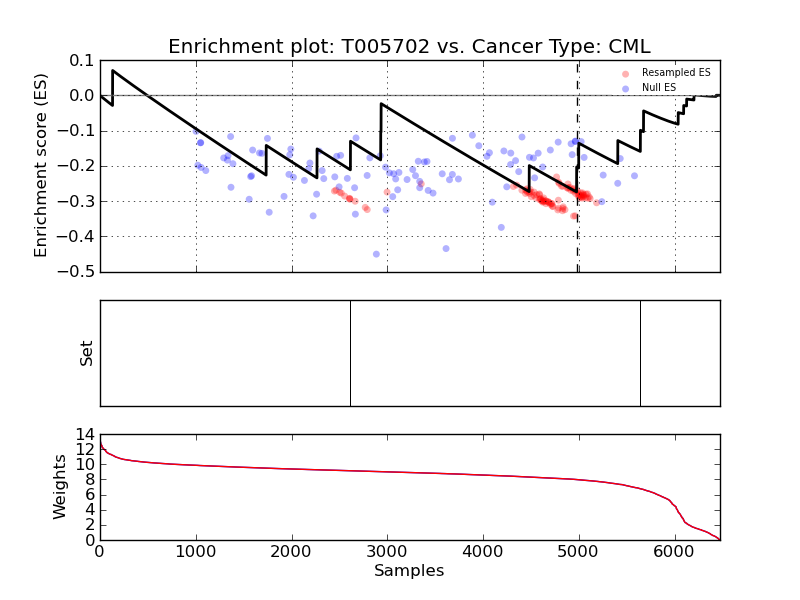 Enrichment plot: T005702 vs. Cancer Type: CML
Enrichment score (ES)
0.1
0.0
−0.1
−0.2
−0.3
−0.4
−0.5
Resampled ES
Null ES
Set
Weights
14
12
10
8
6
4
2
0
0 1000 2000 3000 4000 5000 6000
Samples